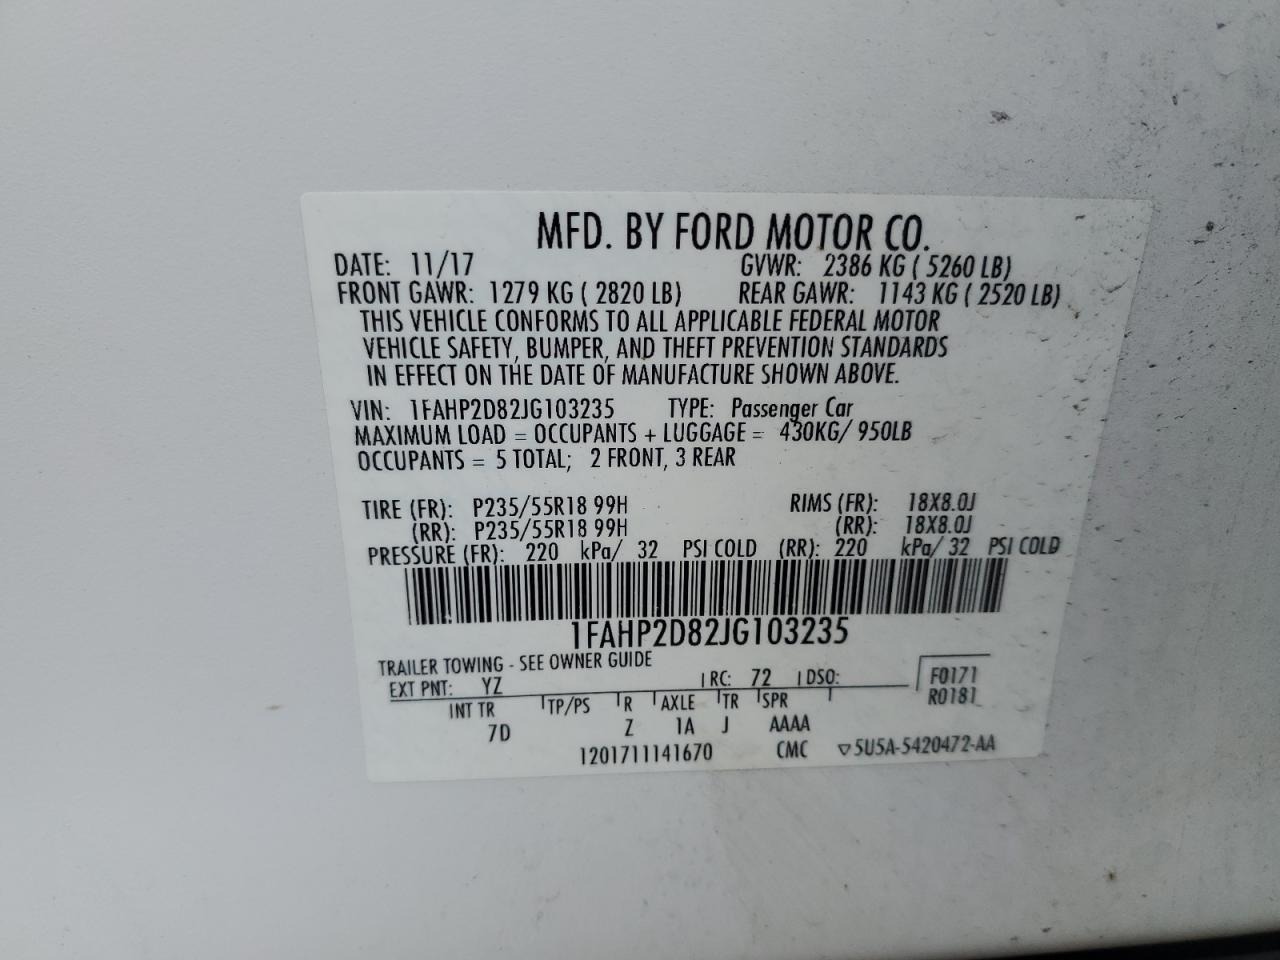 MFD. BY FORD MOTOR CO.
DATE: 11/17 GVWR: 2386 KG ( 5260 LB)
FRONT GAWR: 1279 KG ( 2820 LB) REAR GAWR: 1143 KG ( 2520 LB)
THIS VEHICLE CONFORMS TO ALL APPLICABLE FEDERAL MOTOR
VEHICLE SAFETY, BUMPER, AND THEFT PREVENTION STANDARDS
IN EFFECT ON THE DATE OF MANUFACTURE SHOWN ABOVE.
VIN: 1FAHP2D82JG103235 TYPE: Passenger Car
MAXIMUM LOAD = OCCUPANTS + LUGGAGE = 430KG/ 950LB
OCCUPANTS = 5 TOTAL; 2 FRONT, 3 REAR
TIRE (FR): P235/55R18 99H RIMS (FR): 18X8.0J
(RR): P235/55R18 99H (RR): 18X8.0J
PRESSURE (FR): 220 kPa/ 32 PSI COLD (RR): 220 kPa/ 32 PSI COLD
1FAHP2D82JG103235
TRAILER TOWING - SEE OWNER GUIDE
EXT PNT: YZ RC: 72 DSO: F0171
INT TR TP/PS R AXLE TR SPR R0181
7D Z 1A J AAAA
1201711141670 CMC ▽5U5A-5420472-AA